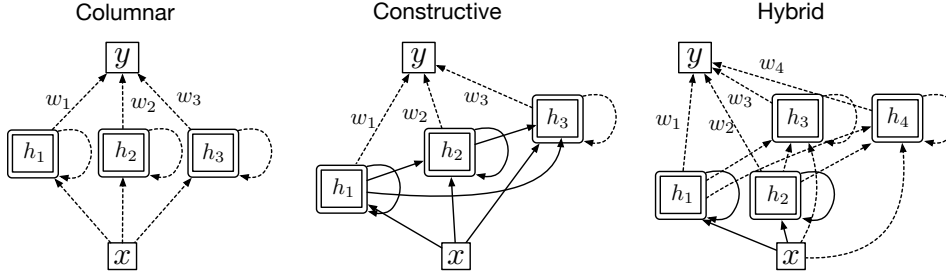 Columnar
y
w₁
w₂
w₃
h₁
h₂
h₃
x
Constructive
y
w₁
w₂
w₃
h₁
h₂
h₃
x
Hybrid
y
w₁
w₂
w₃
w₄
h₁
h₂
h₃
h₄
x